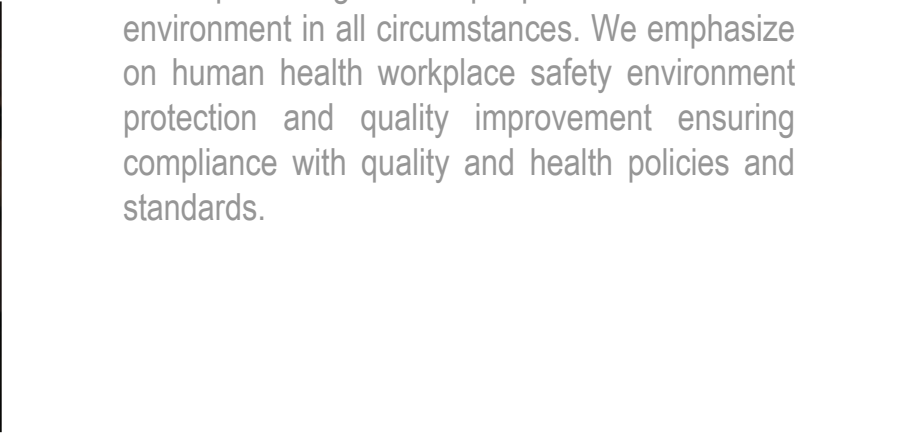 environment in all circumstances. We emphasize
on human health workplace safety environment
protection and quality improvement ensuring
compliance with quality and health policies and
standards.